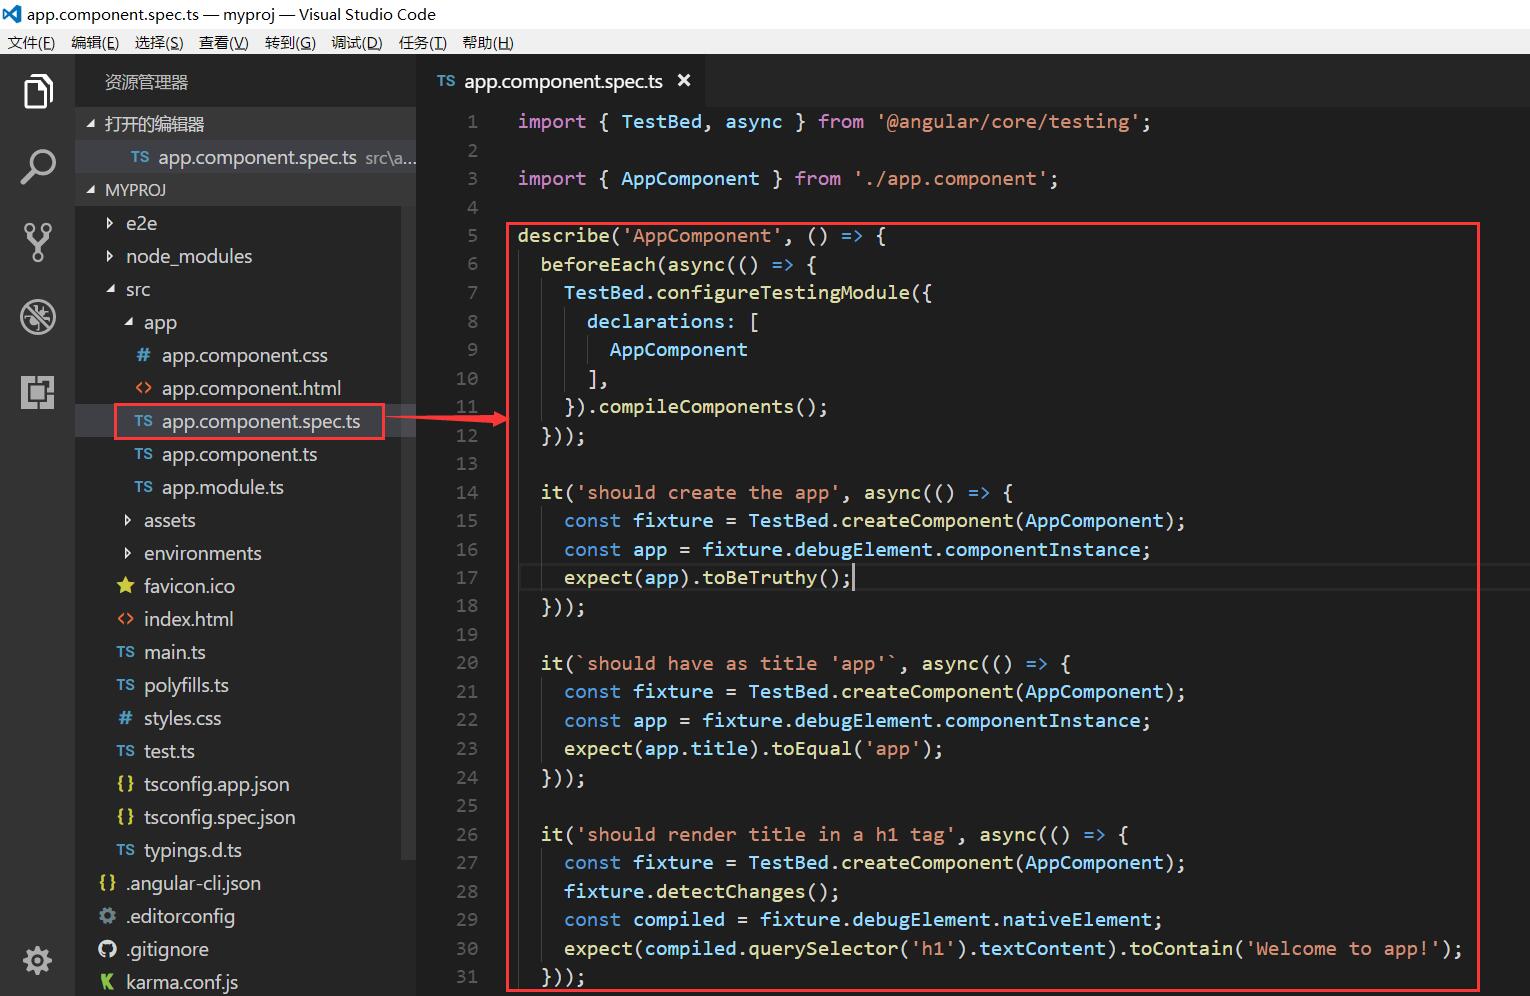 app.component.spec.ts — myproj — Visual Studio Code
文件(F) 编辑(E) 选择(S) 查看(V) 转到(G) 调试(D) 任务(T) 帮助(H)
资源管理器
打开的编辑器
TS app.component.spec.ts src\a...
MYPROJ
e2e
node_modules
src
app
# app.component.css
<> app.component.html
TS app.component.spec.ts
TS app.component.ts
TS app.module.ts
assets
environments
favicon.ico
<> index.html
TS main.ts
TS polyfills.ts
# styles.css
TS test.ts
{} tsconfig.app.json
{} tsconfig.spec.json
TS typings.d.ts
{} .angular-cli.json
.editorconfig
.gitignore
karma.conf.js
TS app.component.spec.ts ×
1 import { TestBed, async } from '@angular/core/testing';
2
3 import { AppComponent } from './app.component';
4
5 describe('AppComponent', () => {
6   beforeEach(async(() => {
7     TestBed.configureTestingModule({
8       declarations: [
9         AppComponent
10       ],
11     }).compileComponents();
12   }));
13
14   it('should create the app', async(() => {
15     const fixture = TestBed.createComponent(AppComponent);
16     const app = fixture.debugElement.componentInstance;
17     expect(app).toBeTruthy();
18   }));
19
20   it(`should have as title 'app'`, async(() => {
21     const fixture = TestBed.createComponent(AppComponent);
22     const app = fixture.debugElement.componentInstance;
23     expect(app.title).toEqual('app');
24   }));
25
26   it('should render title in a h1 tag', async(() => {
27     const fixture = TestBed.createComponent(AppComponent);
28     fixture.detectChanges();
29     const compiled = fixture.debugElement.nativeElement;
30     expect(compiled.querySelector('h1').textContent).toContain('Welcome to app!');
31   }));